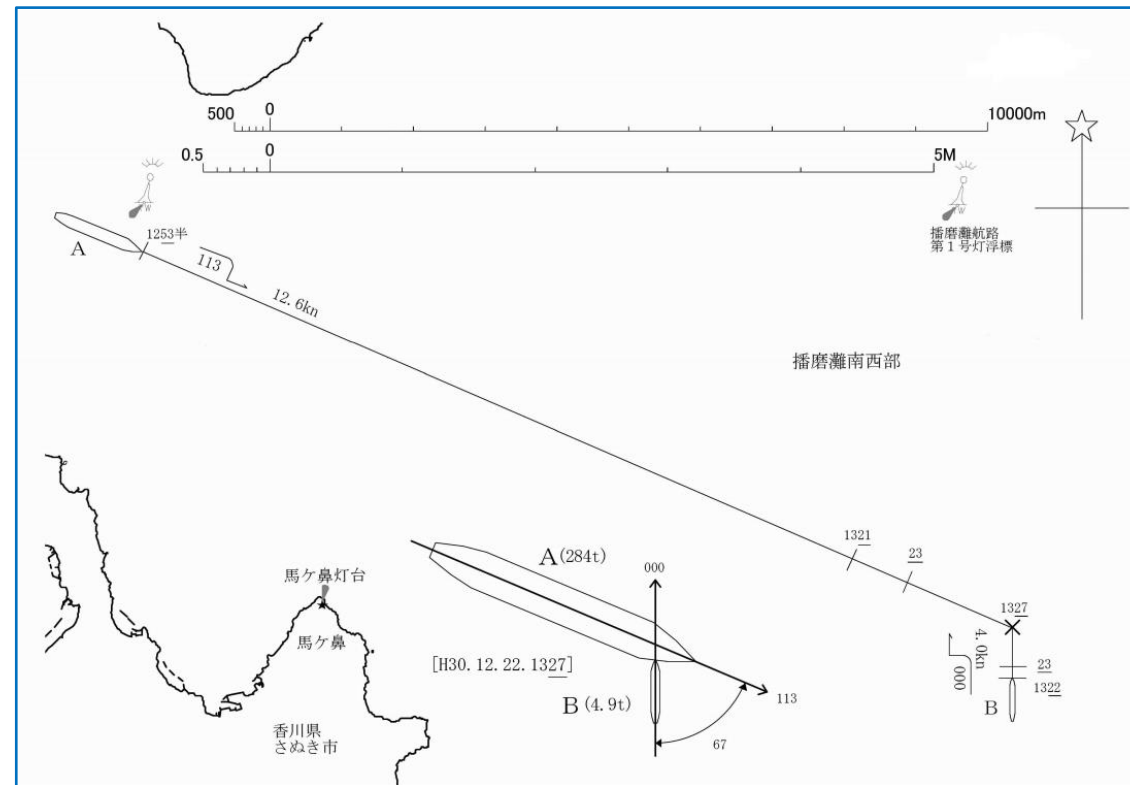 500 0 10000m
0.5 0 5M
W
W
播磨灘航路
第1号灯浮標
1253半
A
113
12.6kn
播磨灘南西部
1321
23
A(284t)
000
馬ケ鼻灯台
馬ケ鼻
1327
4.0kn
000
23
1322
B
[H30.12.22.1327]
B(4.9t)
113
67
香川県
さぬき市